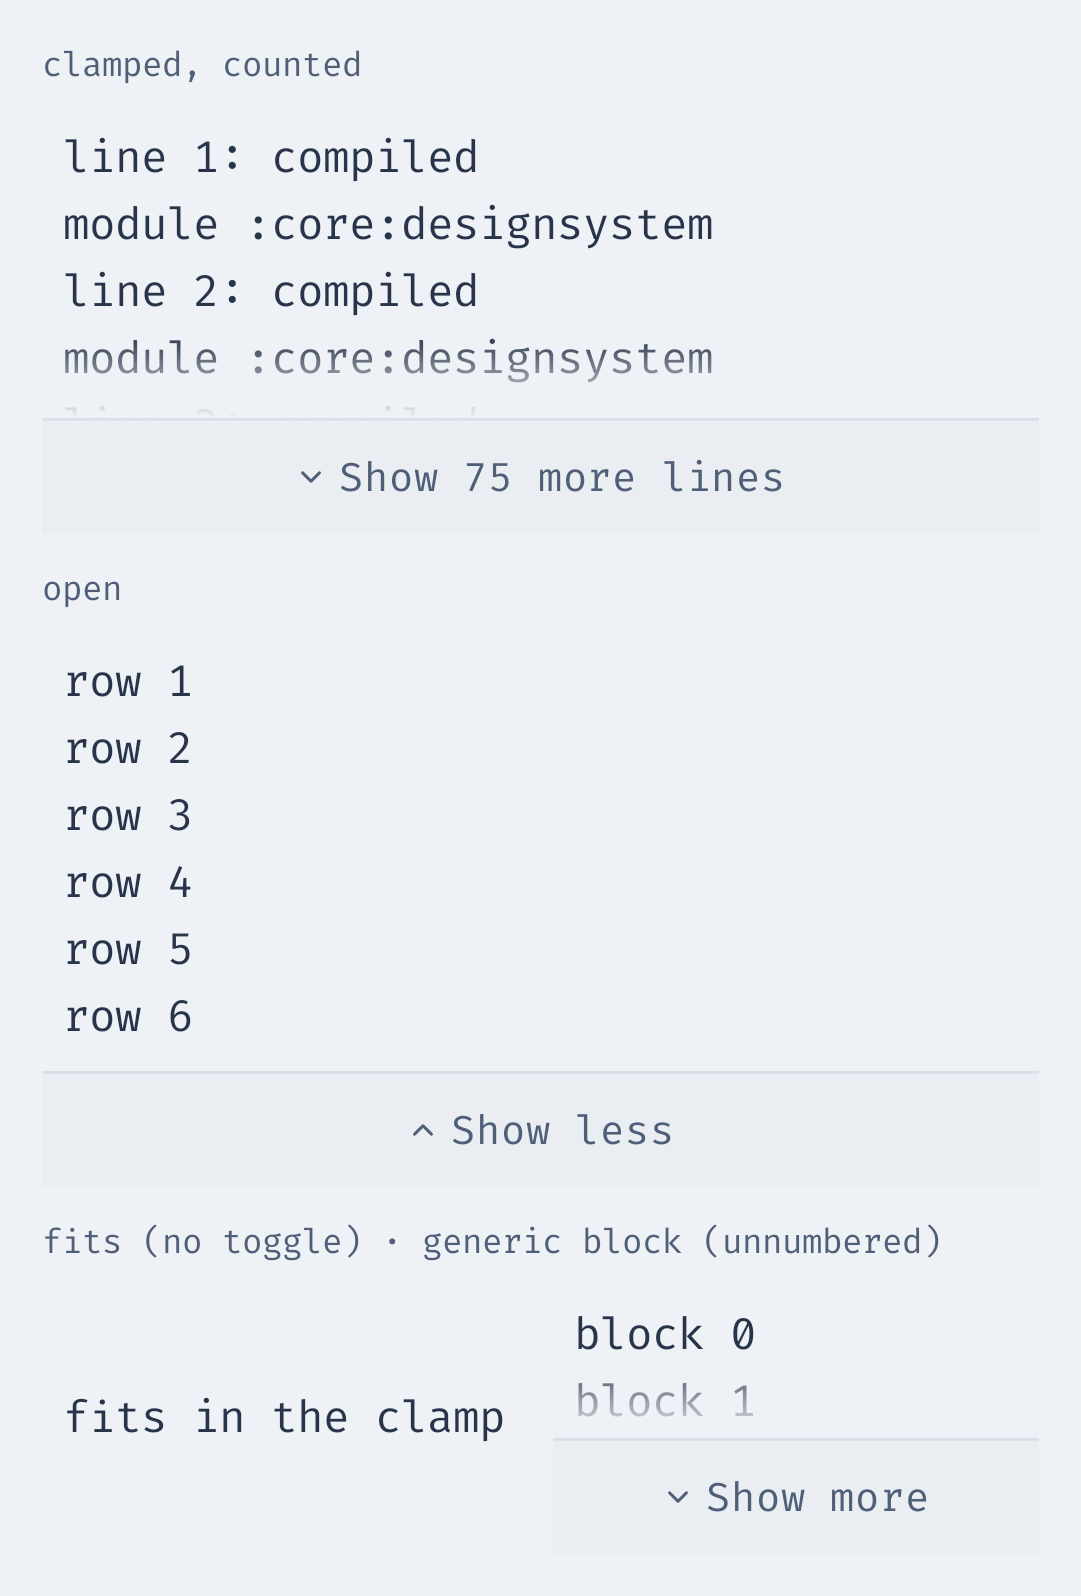 clamped, counted
line 1: compiled
module :core:designsystem
line 2: compiled
module :core:designsystem
Show 75 more lines
open
row 1
row 2
row 3
row 4
row 5
row 6
Show less
fits (no toggle) · generic block (unnumbered)
fits in the clamp
block 0
block 1
Show more